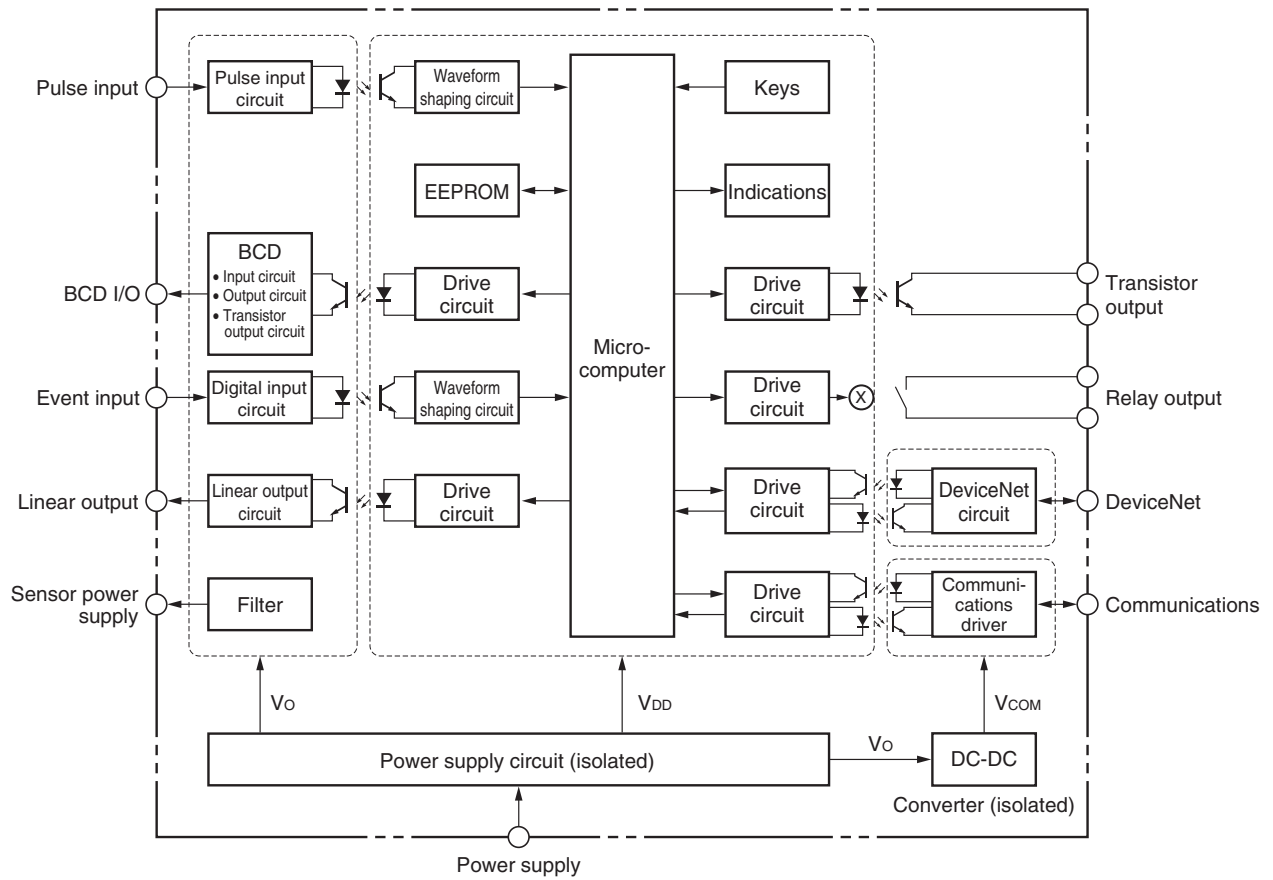 Pulse input
Pulse input
circuit
Waveform
shaping circuit
Keys
EEPROM
Indications
BCD I/O
BCD
• Input circuit
• Output circuit
• Transistor
output circuit
Drive
circuit
Micro-
computer
Drive
circuit
Transistor
output
Event input
Digital input
circuit
Waveform
shaping circuit
Drive
circuit
X
Relay output
Linear output
Linear output
circuit
Drive
circuit
Drive
circuit
DeviceNet
circuit
DeviceNet
Sensor power
supply
Filter
Drive
circuit
Communi-
cations
driver
Communications
VO
VDD
VCOM
Power supply circuit (isolated)
VO
DC-DC
Converter (isolated)
Power supply